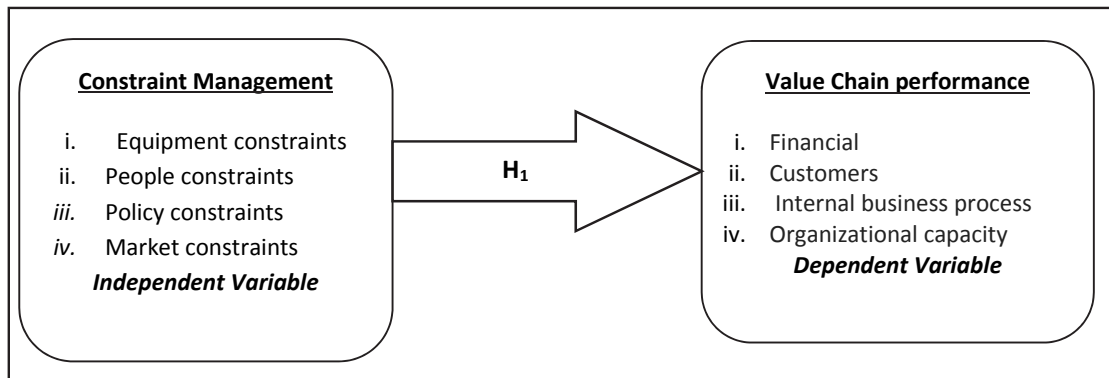 Constraint Management
i. Equipment constraints
ii. People constraints
iii. Policy constraints
iv. Market constraints
Independent Variable
H₁
Value Chain performance
i. Financial
ii. Customers
iii. Internal business process
iv. Organizational capacity
Dependent Variable